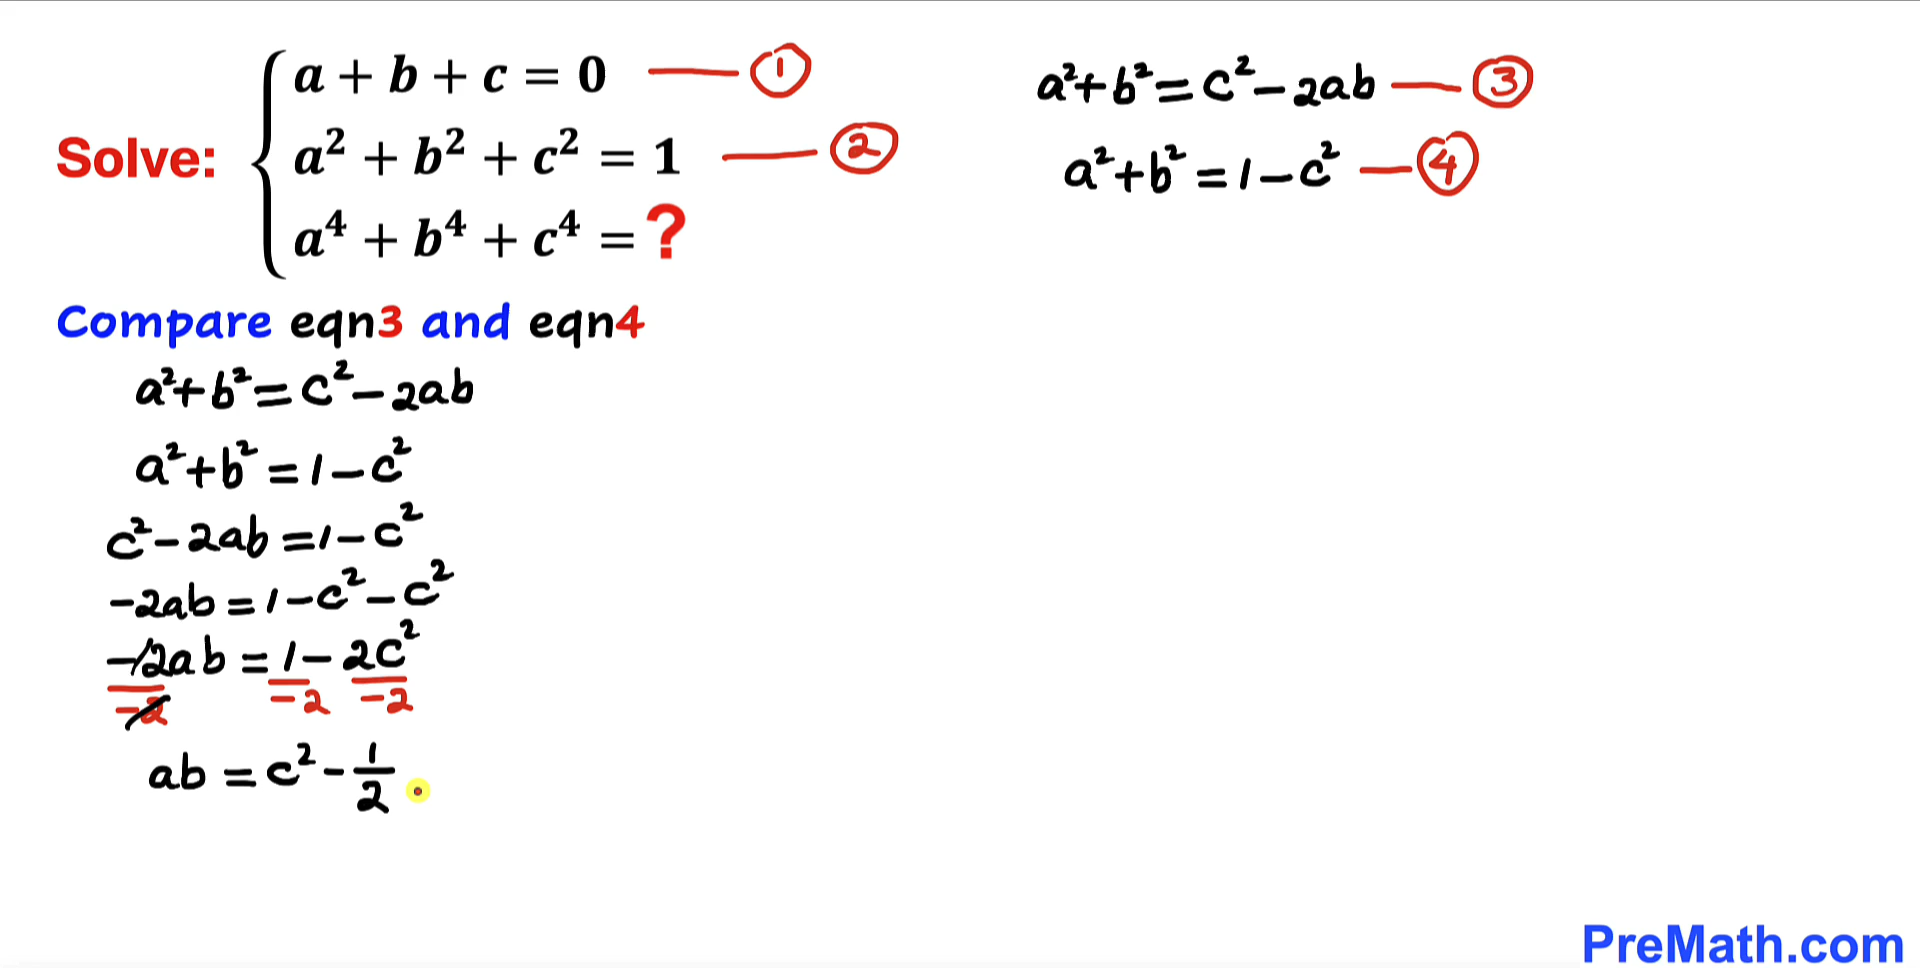 Solve:
a + b + c = 0 —— ①
a² + b² + c² = 1 —— ②
a⁴ + b⁴ + c⁴ = ?
a²+b²=c²-2ab —— ③
a²+b²=1-c² —④
Compare eqn3 and eqn4
a²+b²=c²-2ab
a²+b²=1-c²
c²-2ab=1-c²
-2ab=1-c²-c²
-2ab/-2 = 1/-2 - 2c²/-2
ab = c² - 1/2
PreMath.com